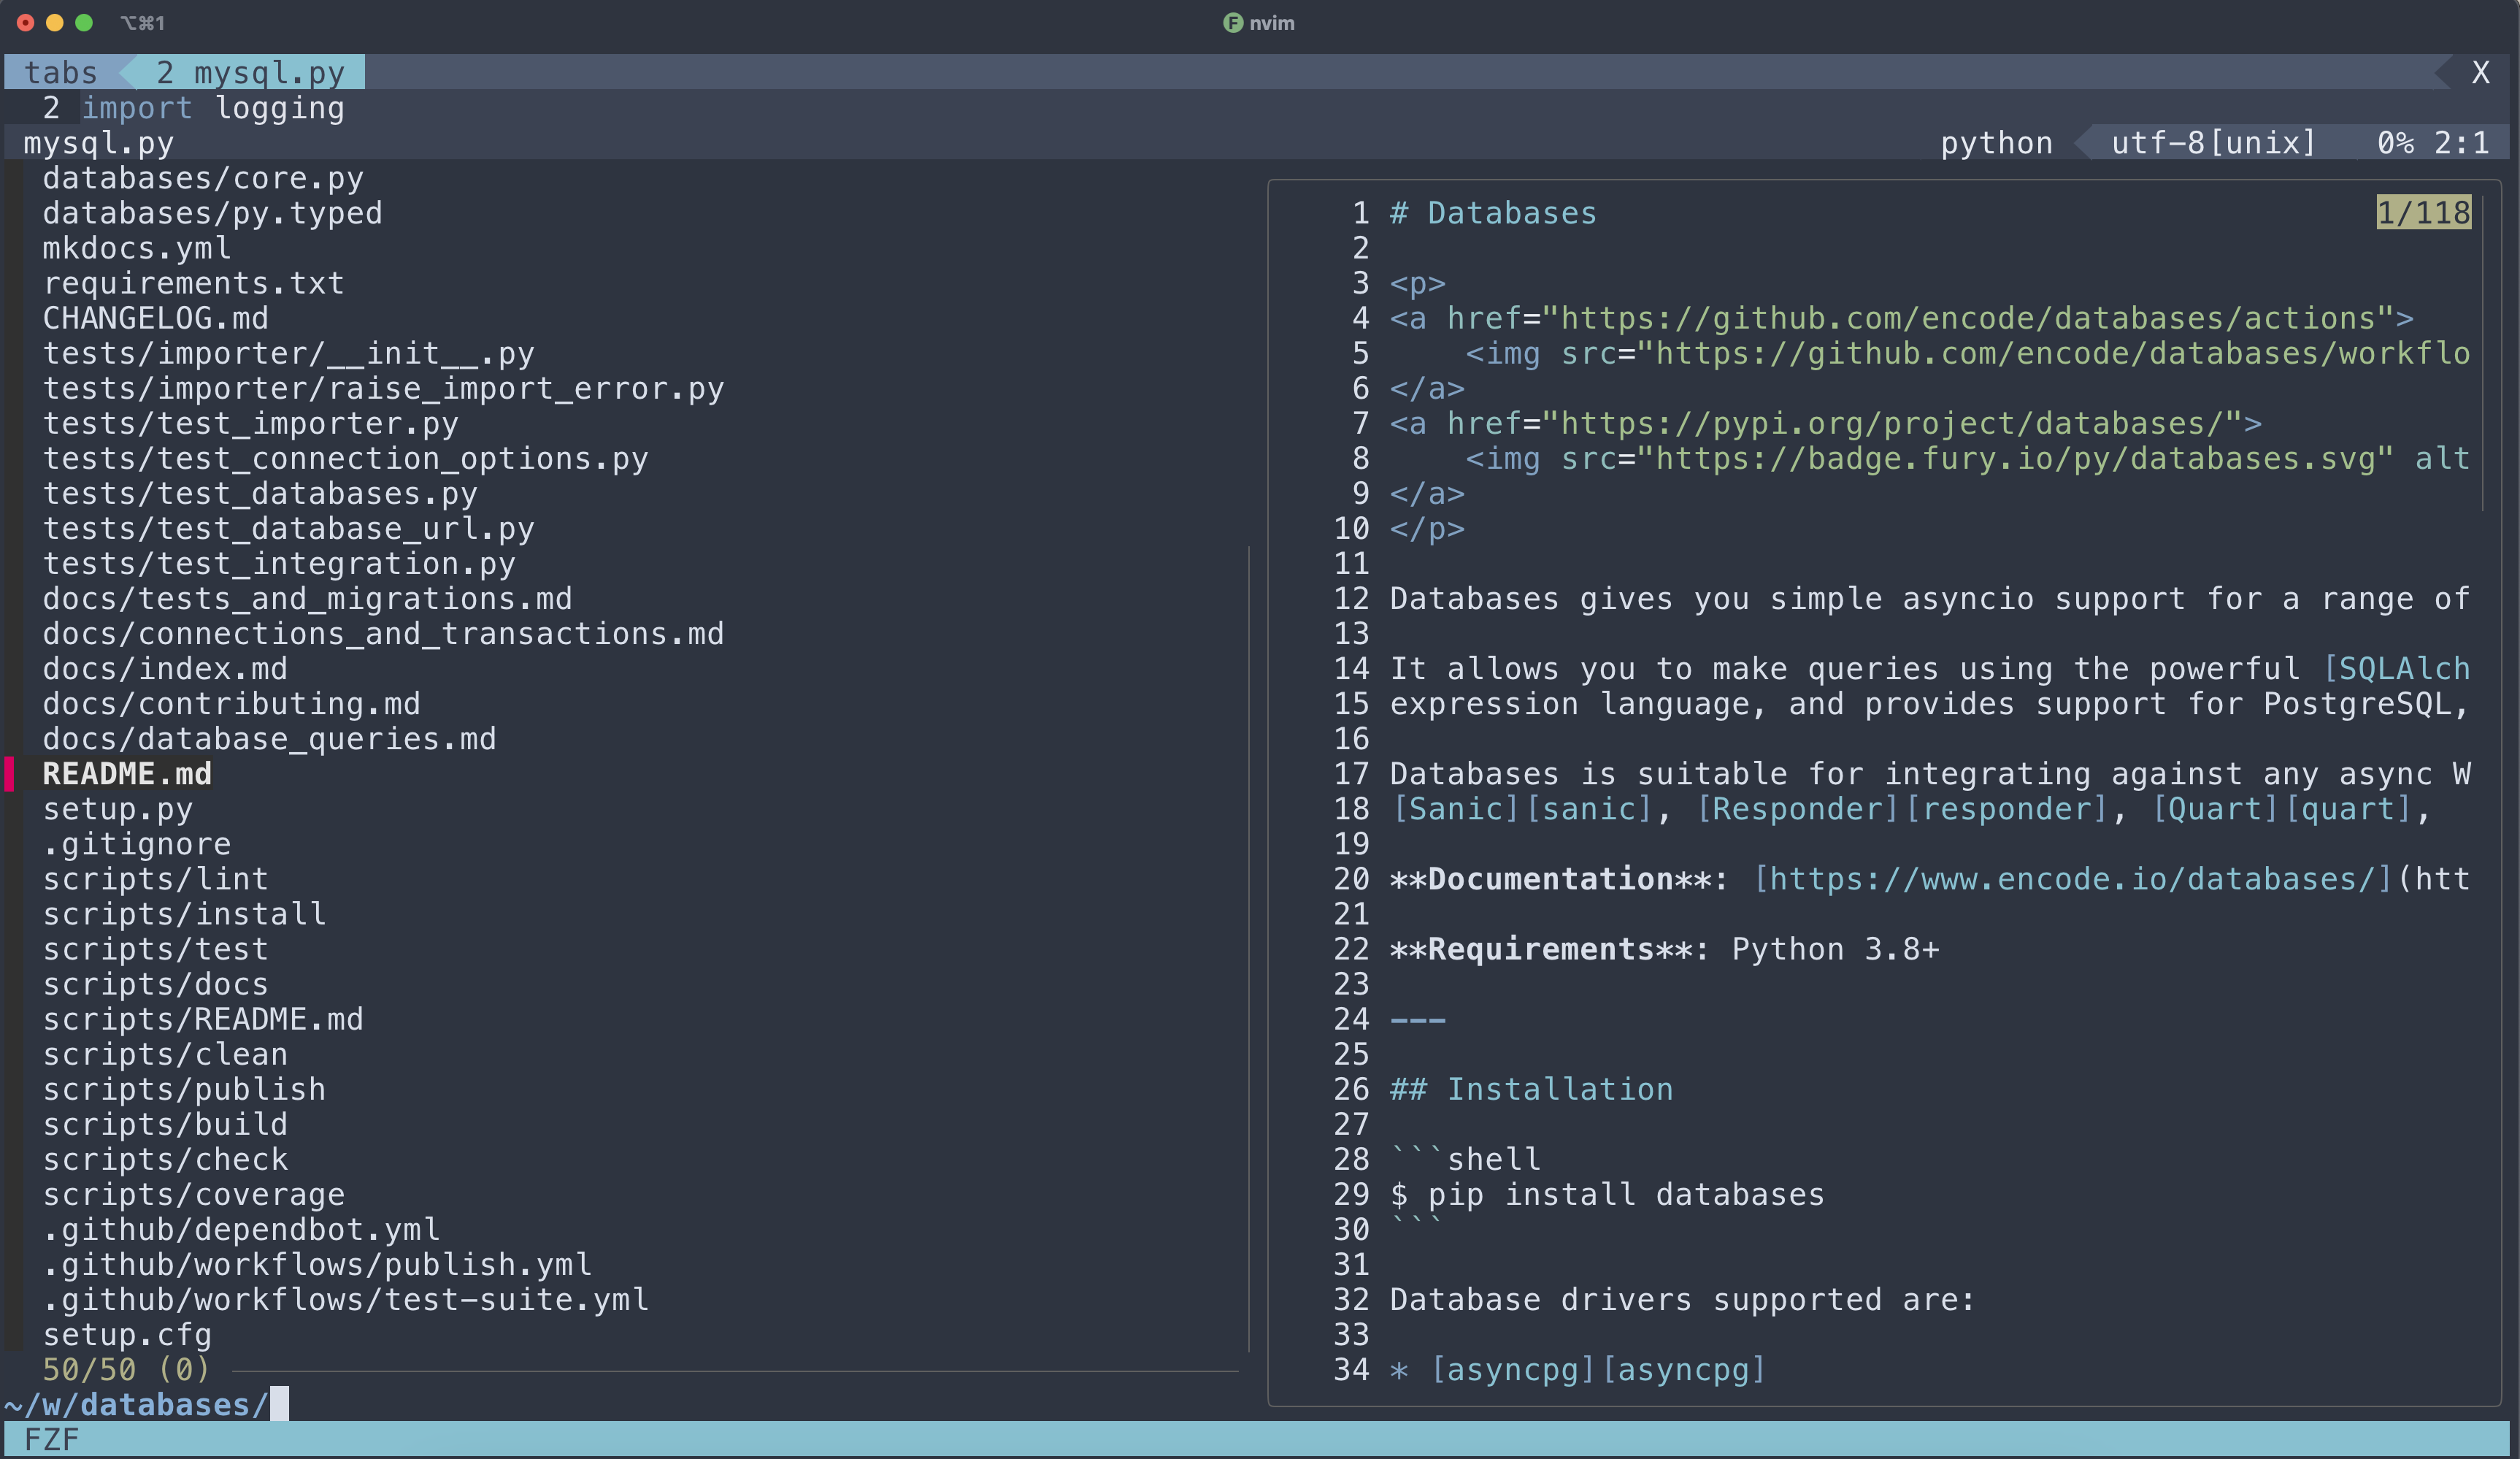 ⌥⌘1
F nvim
tabs 2 mysql.py X
2 import logging
mysql.py python utf-8[unix] 0% 2:1
databases/core.py
databases/py.typed
mkdocs.yml
requirements.txt
CHANGELOG.md
tests/importer/__init__.py
tests/importer/raise_import_error.py
tests/test_importer.py
tests/test_connection_options.py
tests/test_databases.py
tests/test_database_url.py
tests/test_integration.py
docs/tests_and_migrations.md
docs/connections_and_transactions.md
docs/index.md
docs/contributing.md
docs/database_queries.md
README.md
setup.py
.gitignore
scripts/lint
scripts/install
scripts/test
scripts/docs
scripts/README.md
scripts/clean
scripts/publish
scripts/build
scripts/check
scripts/coverage
.github/dependbot.yml
.github/workflows/publish.yml
.github/workflows/test-suite.yml
setup.cfg
50/50 (0)
~/w/databases/
1 # Databases 1/118
2
3 <p>
4 <a href="https://github.com/encode/databases/actions">
5     <img src="https://github.com/encode/databases/workflo
6 </a>
7 <a href="https://pypi.org/project/databases/">
8     <img src="https://badge.fury.io/py/databases.svg" alt
9 </a>
10 </p>
11
12 Databases gives you simple asyncio support for a range of
13
14 It allows you to make queries using the powerful [SQLAlch
15 expression language, and provides support for PostgreSQL,
16
17 Databases is suitable for integrating against any async W
18 [Sanic][sanic], [Responder][responder], [Quart][quart],
19
20 **Documentation**: [https://www.encode.io/databases/](htt
21
22 **Requirements**: Python 3.8+
23
24 ---
25
26 ## Installation
27
28 ```shell
29 $ pip install databases
30 ```
31
32 Database drivers supported are:
33
34 * [asyncpg][asyncpg]
FZF